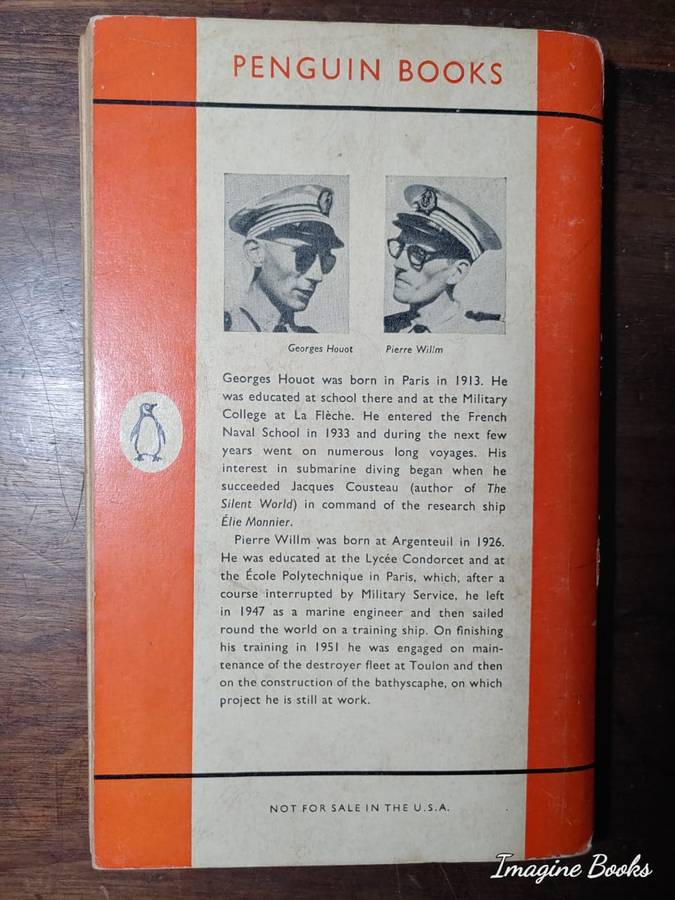 PENGUIN BOOKS
Georges Houot
Pierre Willm
Georges Houot was born in Paris in 1913. He
was educated at school there and at the Military
College at La Flèche. He entered the French
Naval School in 1933 and during the next few
years went on numerous long voyages. His
interest in submarine diving began when he
succeeded Jacques Cousteau (author of The
Silent World) in command of the research ship
Élie Monnier.
Pierre Willm was born at Argenteuil in 1926.
He was educated at the Lycée Condorcet and at
the École Polytechnique in Paris, which, after a
course interrupted by Military Service, he left
in 1947 as a marine engineer and then sailed
round the world on a training ship. On finishing
his training in 1951 he was engaged on main-
tenance of the destroyer fleet at Toulon and then
on the construction of the bathyscaphe, on which
project he is still at work.
NOT FOR SALE IN THE U.S.A.
Imagine Books